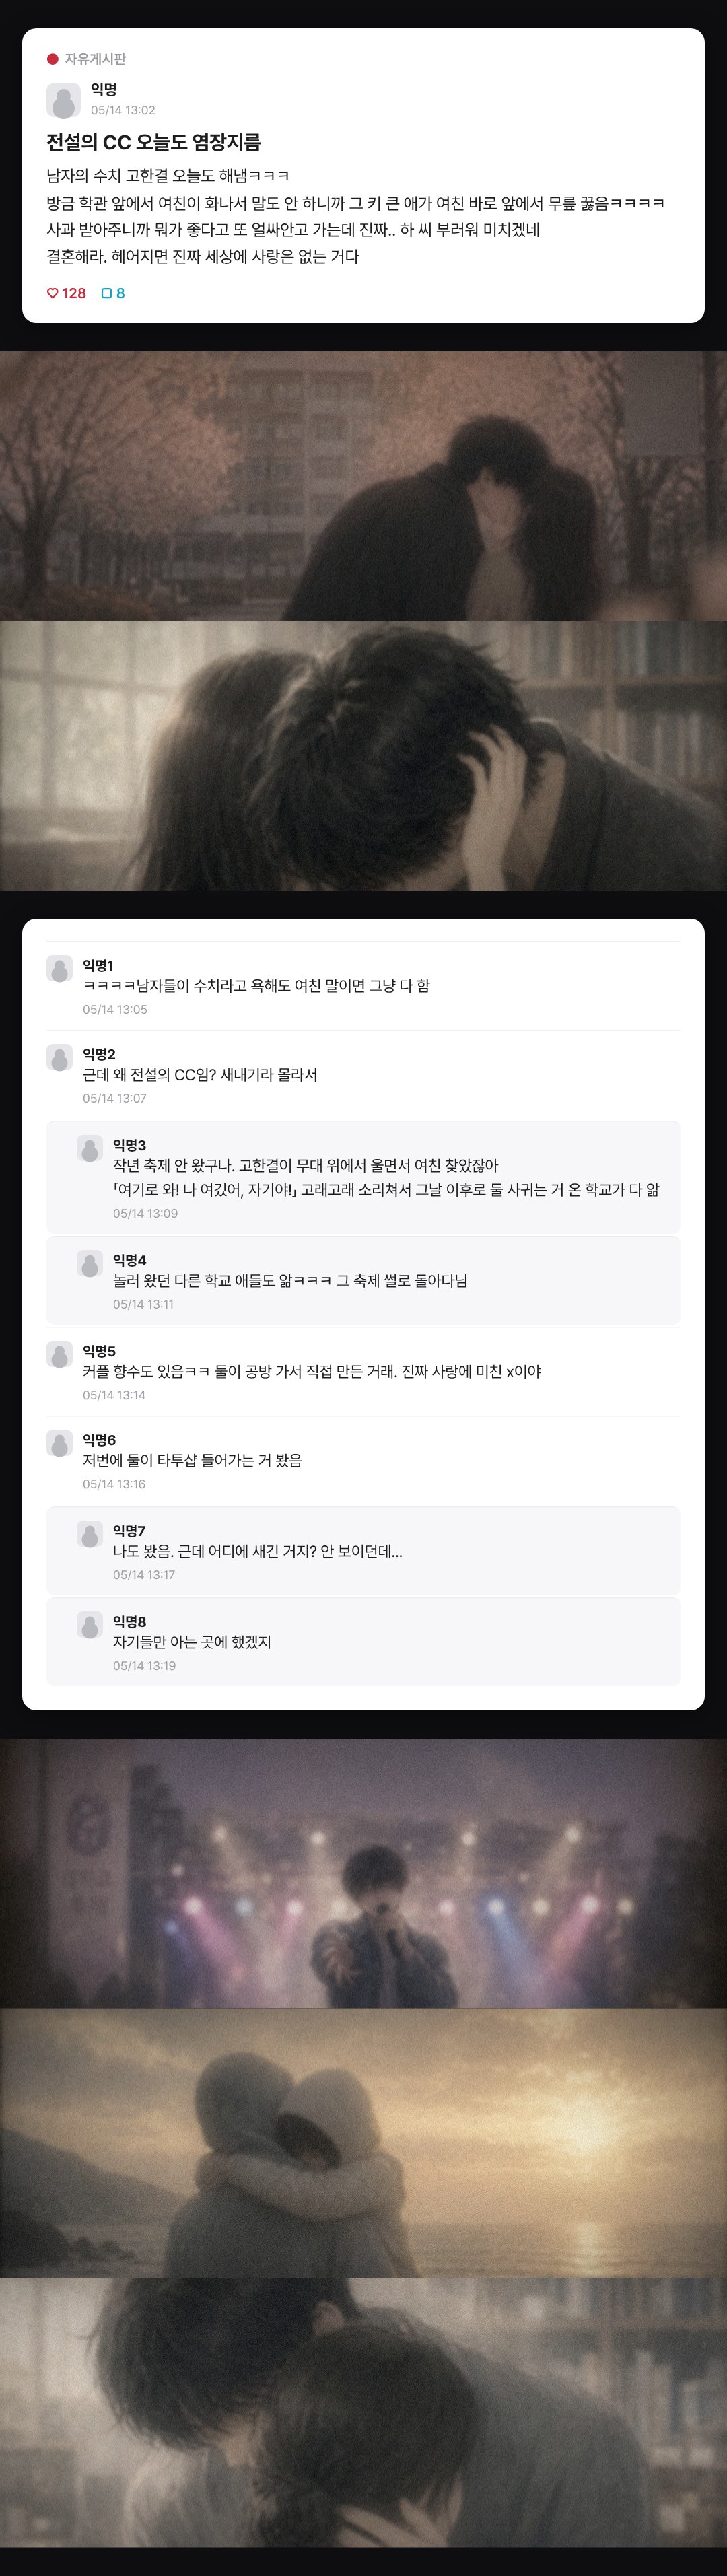 자유게시판
익명
05/14 13:02
전설의 CC 오늘도 염장지름
남자의 수치 고한결 오늘도 해냄ㅋㅋㅋ
방금 학관 앞에서 여친이 화나서 말도 안 하니까 그 키 큰 애가 여친 바로 앞에서 무릎 꿇음ㅋㅋㅋㅋ
사과 받아주니까 뭐가 좋다고 또 얼싸안고 가는데 진짜.. 하 씨 부러워 미치겠네
결혼해라. 헤어지면 진짜 세상에 사랑은 없는 거다
128 8
익명1
ㅋㅋㅋㅋ남자들이 수치라고 욕해도 여친 말이면 그냥 다 함
05/14 13:05
익명2
근데 왜 전설의 CC임? 새내기라 몰라서
05/14 13:07
익명3
작년 축제 안 왔구나. 고한결이 무대 위에서 울면서 여친 찾았잖아
「여기로 와! 나 여깄어, 자기야!」 고래고래 소리쳐서 그날 이후로 둘 사귀는 거 온 학교가 다 앎
05/14 13:09
익명4
놀러 왔던 다른 학교 애들도 앎ㅋㅋㅋ 그 축제 썰로 돌아다님
05/14 13:11
익명5
커플 향수도 있음ㅋㅋ 둘이 공방 가서 직접 만든 거래. 진짜 사랑에 미친 x이야
05/14 13:14
익명6
저번에 둘이 타투샵 들어가는 거 봤음
05/14 13:16
익명7
나도 봤음. 근데 어디에 새긴 거지? 안 보이던데...
05/14 13:17
익명8
자기들만 아는 곳에 했겠지
05/14 13:19